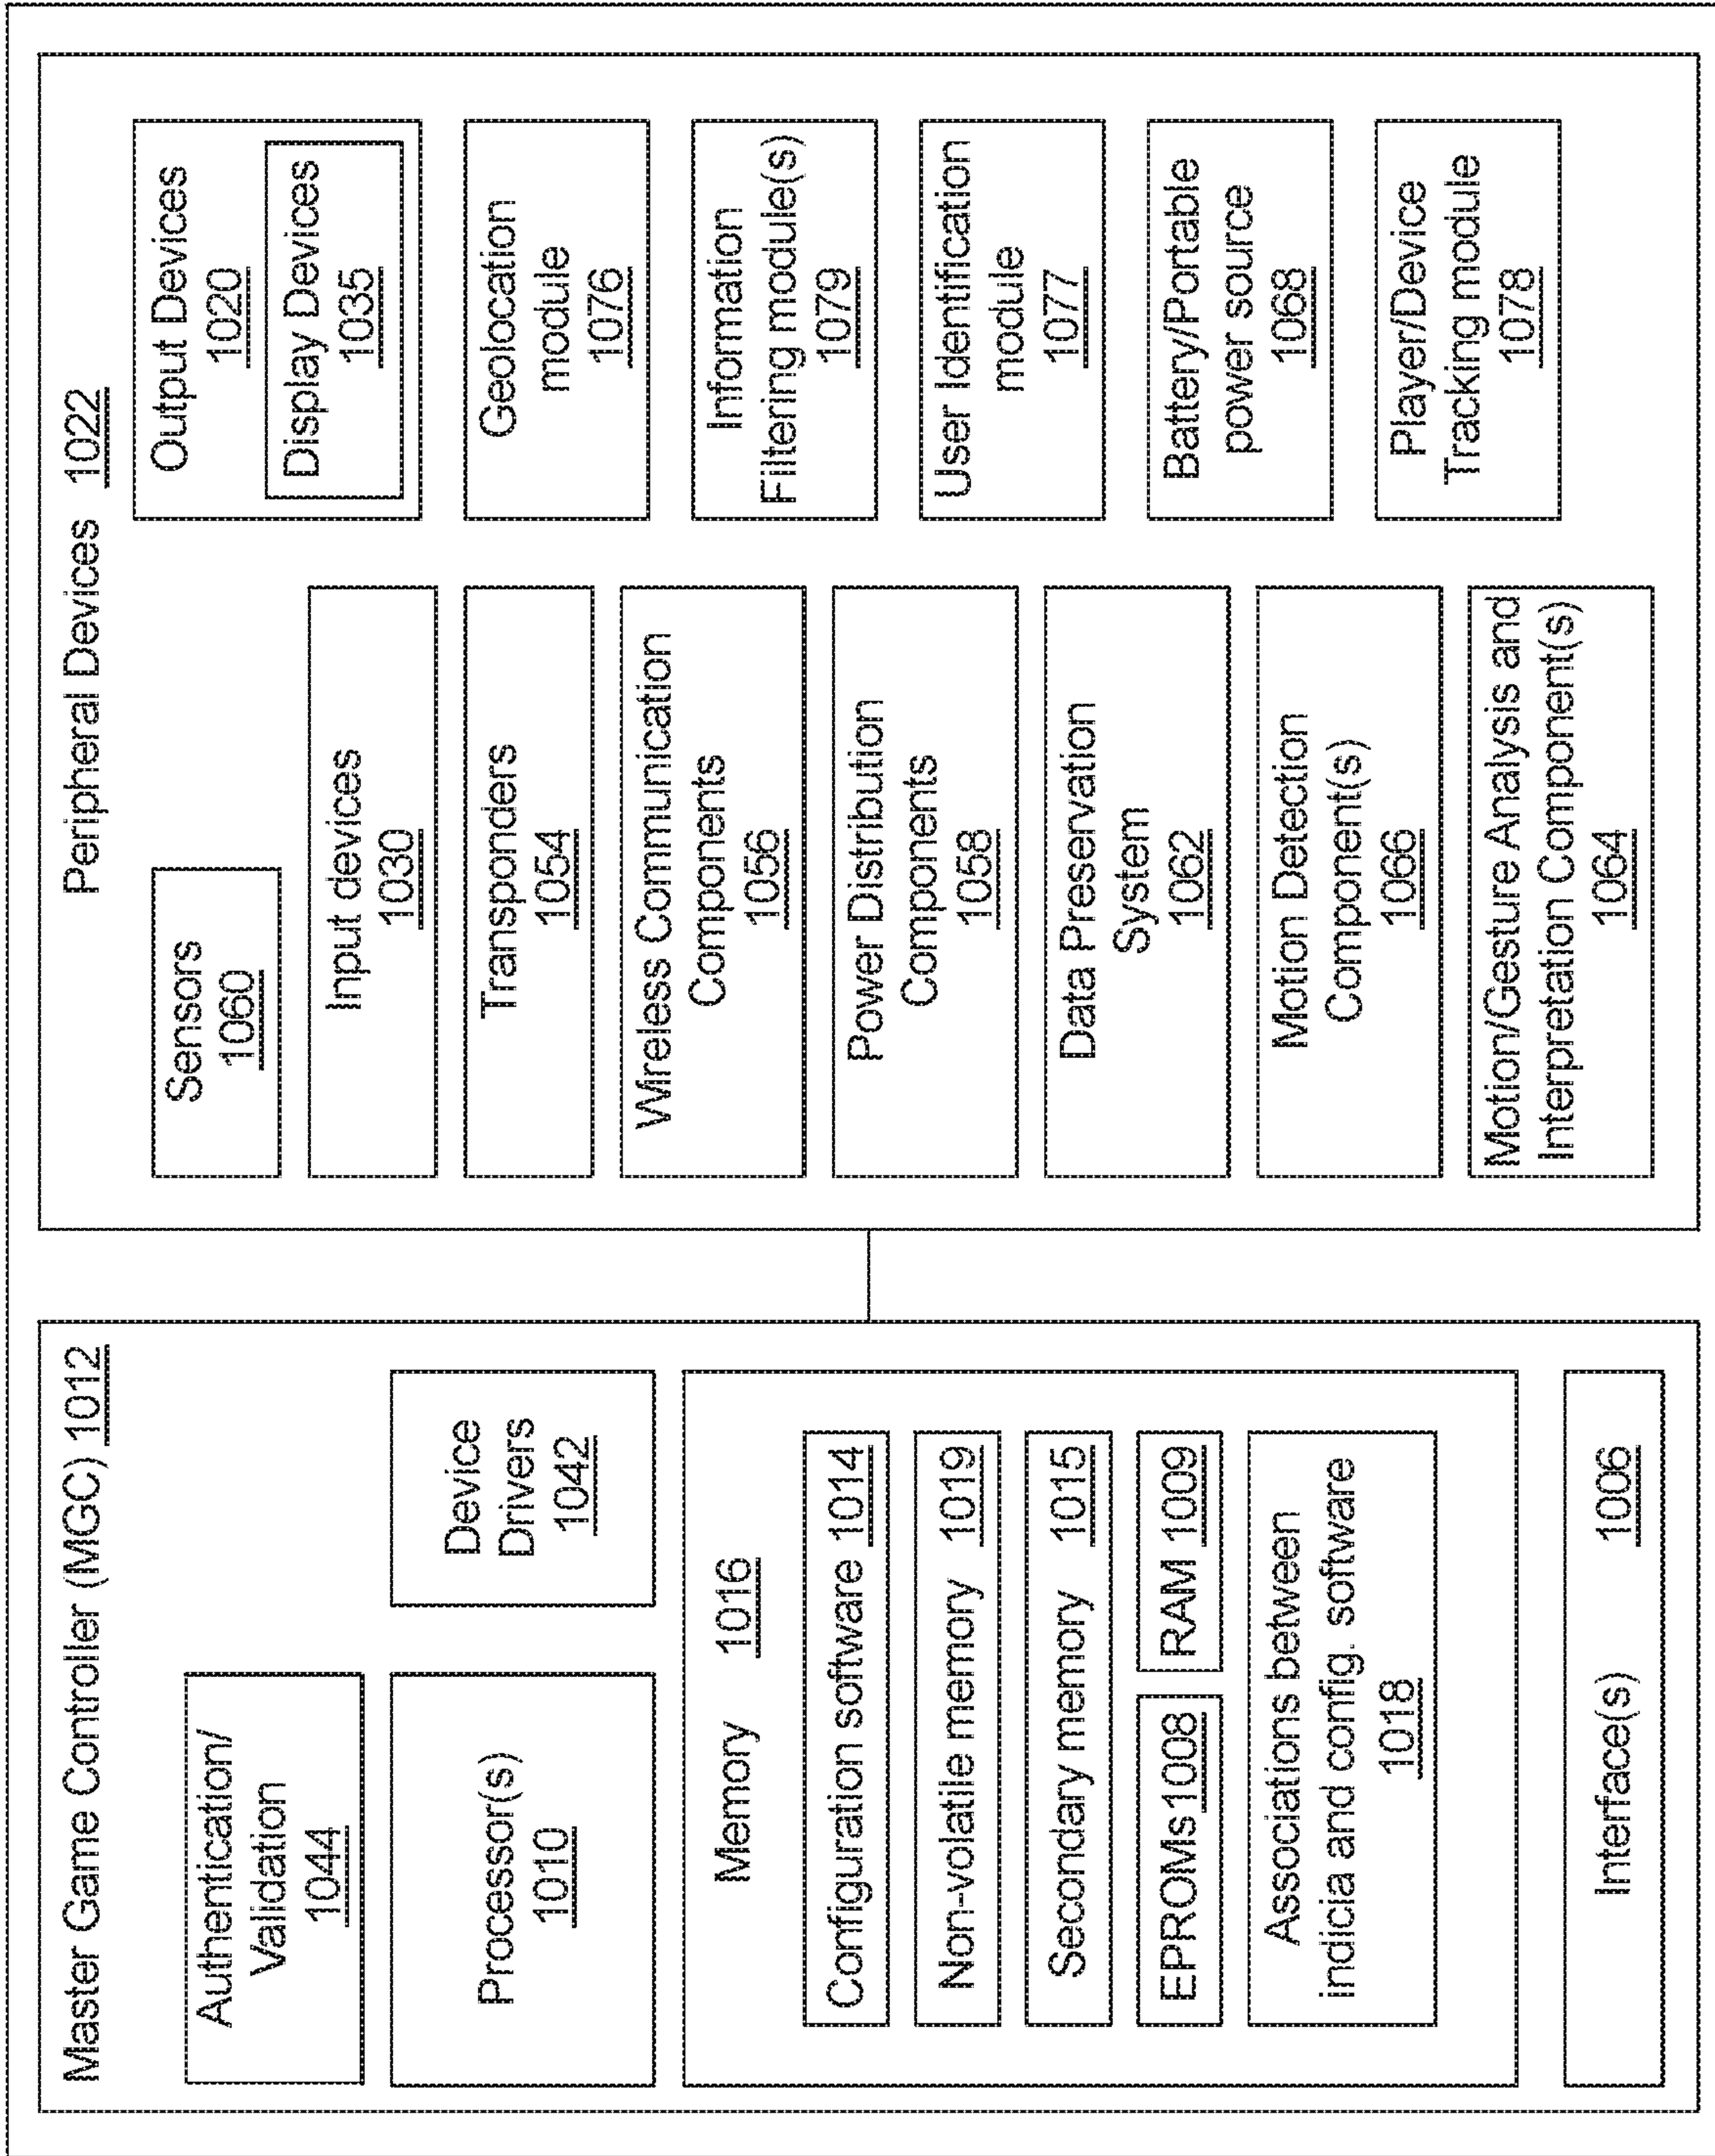 Master Game Controller (MGC) 1012
Authentication/
Validation
1044
Processor(s)
1010
Device
Drivers
1042
Memory 1016
Configuration software 1014
Non-volatile memory 1019
Secondary memory 1015
EPROMs 1008
RAM 1009
Associations between
indicia and config. software
1018
Interface(s) 1006
Peripheral Devices 1022
Sensors
1060
Input devices
1030
Transponders
1054
Wireless Communication
Components
1056
Power Distribution
Components
1058
Data Preservation
System
1062
Motion Detection
Component(s)
1066
Motion/Gesture Analysis and
Interpretation Component(s)
1064
Output Devices
1020
Display Devices
1035
Geolocation
module
1076
Information
Filtering module(s)
1079
User Identification
module
1077
Battery/Portable
power source
1068
Player/Device
Tracking module
1078